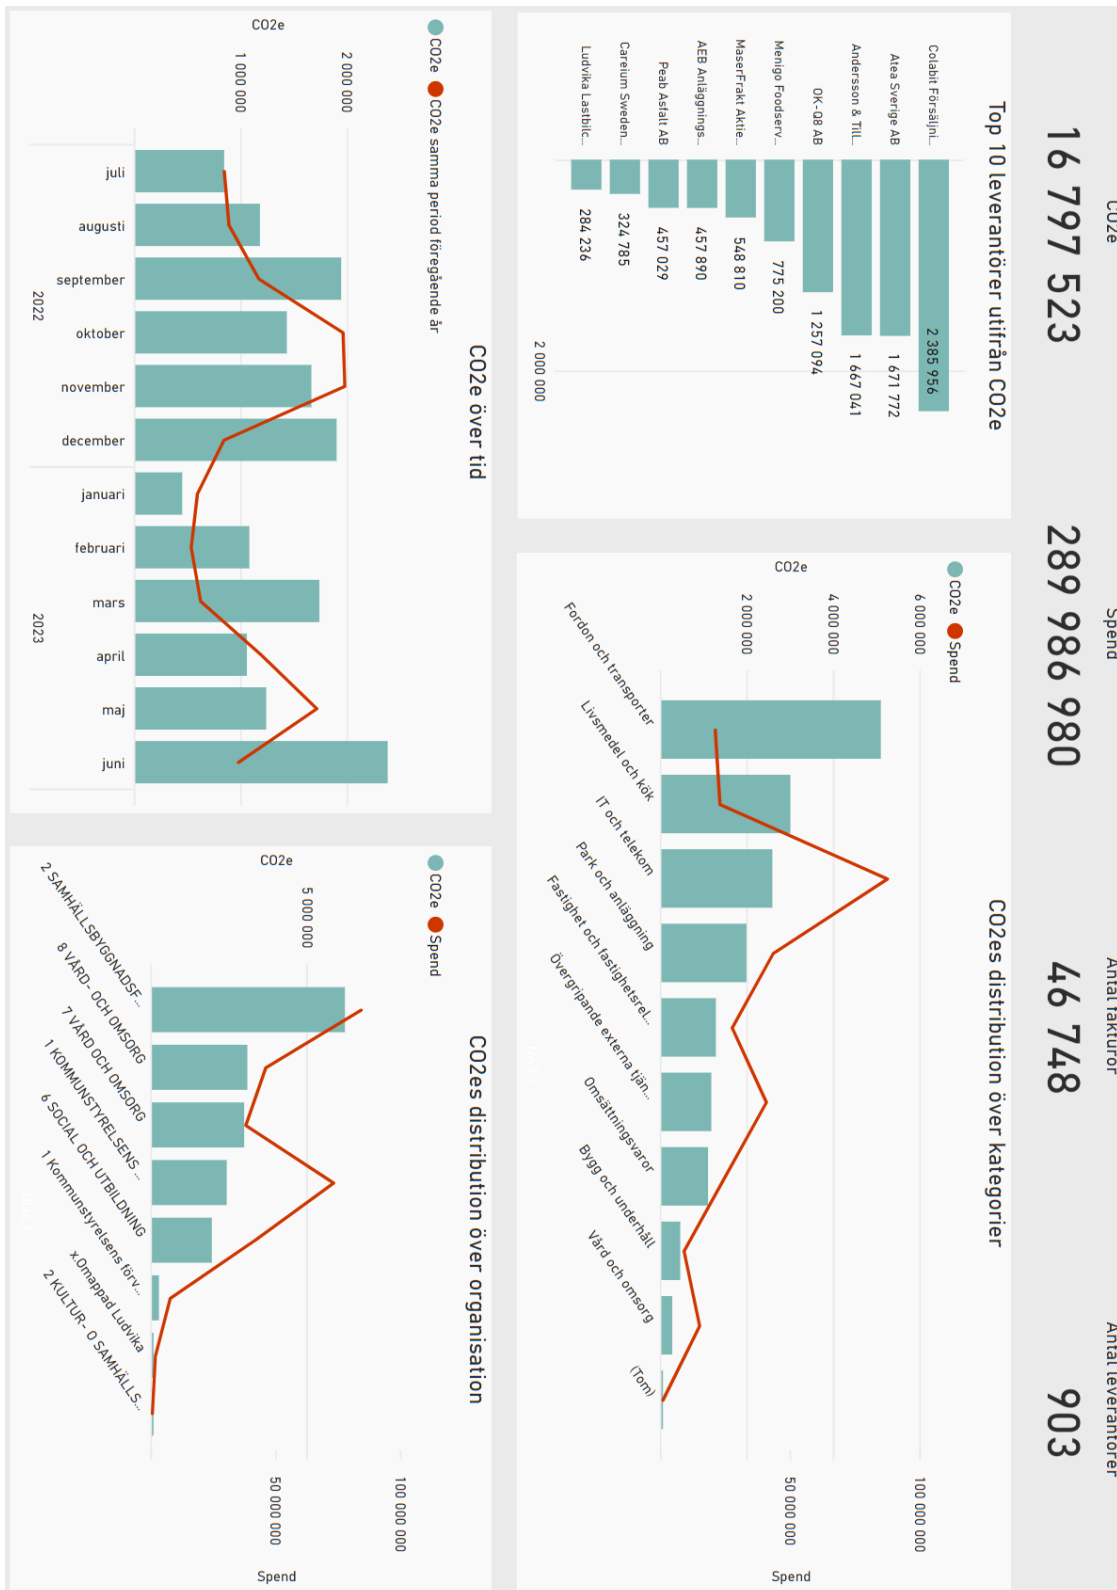 CO2e
16 797 523
Spend
289 986 980
Antal fakturor
46 748
Antal leverantörer
903
Top 10 leverantörer utifrån CO2e
Colabit Försäljni...
2 385 956
Atea Sverige AB
1 671 772
Andersson & Till...
1 667 041
OK-Q8 AB
1 257 094
Menigo Foodserv...
775 200
MaserFrakt Aktie...
548 810
AEB Anläggnings...
457 890
Peab Asfalt AB
457 029
Careium Sweden...
324 785
Ludvika Lastbilc...
284 236
2 000 000
CO2es distribution över kategorier
CO2e Spend
6 000 000
4 000 000
2 000 000
CO2e
100 000 000
50 000 000
Spend
Fordon och transporter
Livsmedel och kök
IT och telekom
Park och anläggning
Fastighet och fastighetsrel...
Övergripande externa tjän...
Omsättningsvaror
Bygg och underhåll
Vård och omsorg
(Tom)
CO2e över tid
CO2e CO2e samma period föregående år
2 000 000
1 000 000
CO2e
juli
augusti
september
oktober
november
december
januari
februari
mars
april
maj
juni
2022
2023
CO2es distribution över organisation
CO2e Spend
5 000 000
CO2e
100 000 000
50 000 000
Spend
2 SAMHÄLLSBYGGNADSF...
8 VÅRD- OCH OMSORG
7 VÅRD OCH OMSORG
1 KOMMUNSTYRELSENS ...
6 SOCIAL OCH UTBILDNING
1 Kommunstyrelsens förv...
x.Omappad Ludvika
2 KULTUR- O SAMHÄLLS...